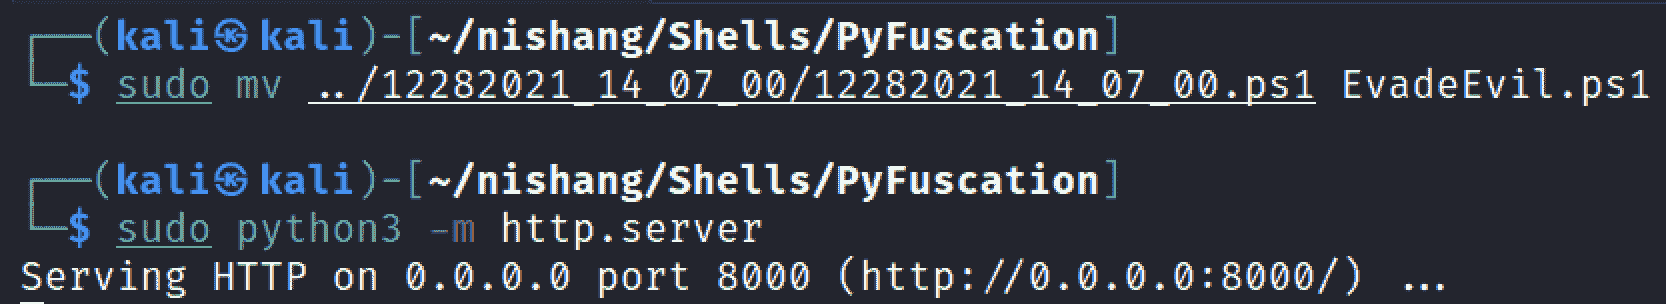 ┌──(kali㉿kali)-[~/nishang/Shells/PyFuscation]
└─$ sudo mv ../12282021_14_07_00/12282021_14_07_00.ps1 EvadeEvil.ps1
┌──(kali㉿kali)-[~/nishang/Shells/PyFuscation]
└─$ sudo python3 -m http.server
Serving HTTP on 0.0.0.0 port 8000 (http://0.0.0.0:8000/) ...